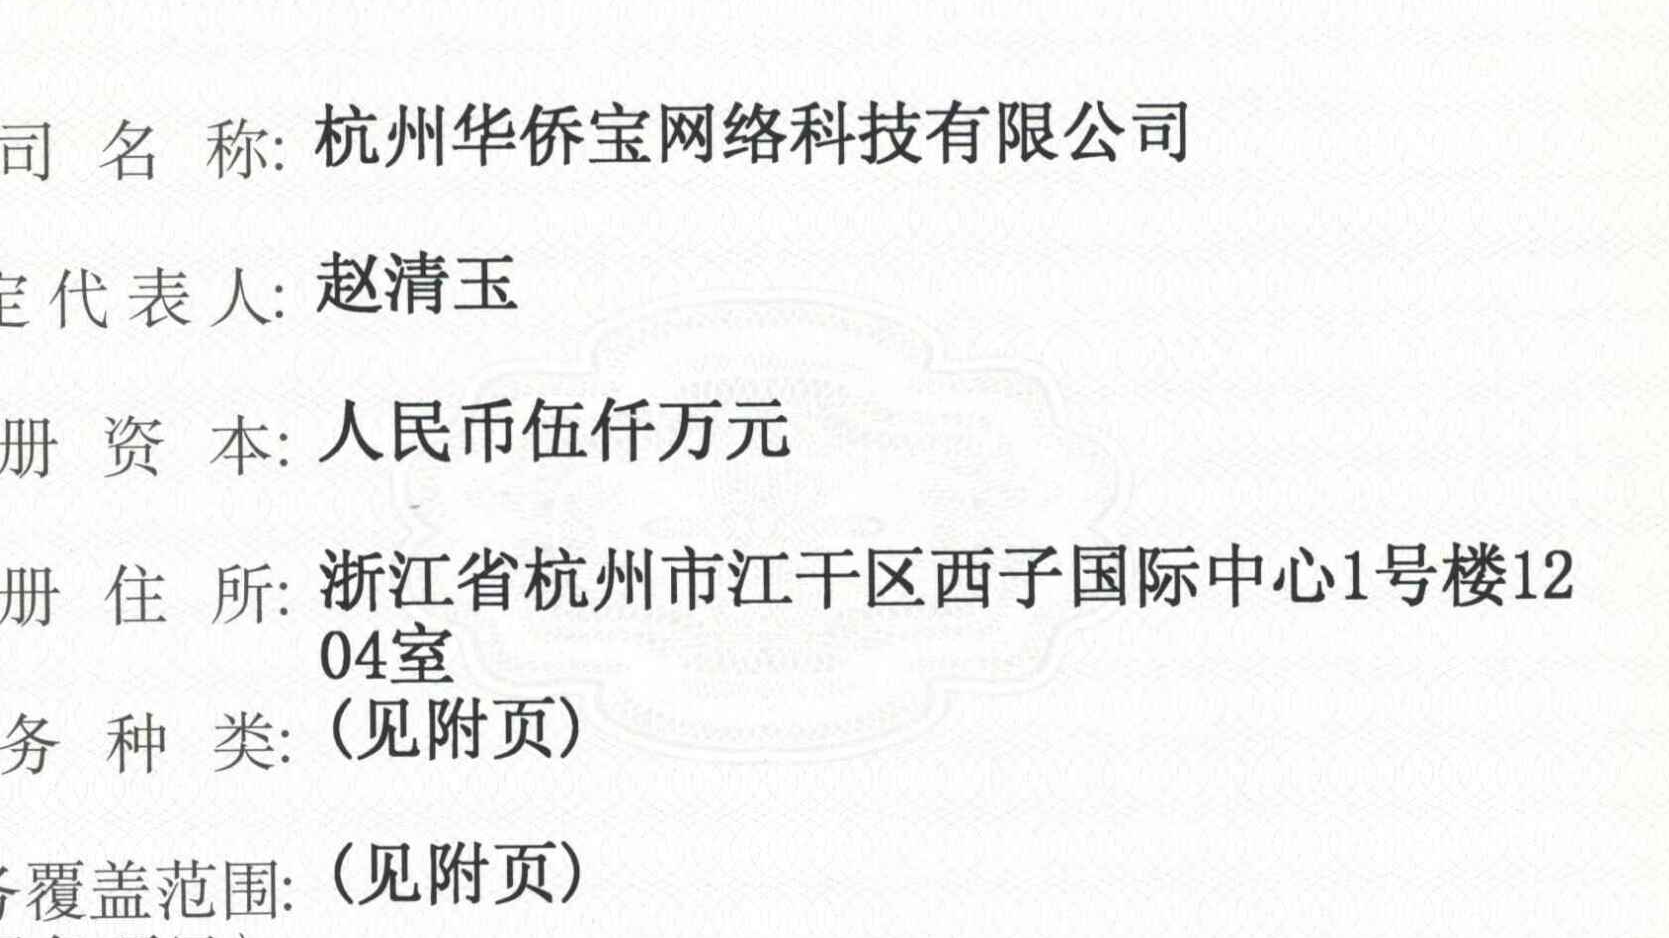 司名称: 杭州华侨宝网络科技有限公司
定代表人: 赵清玉
册资本: 人民币伍仟万元
册住所: 浙江省杭州市江干区西子国际中心1号楼12
04室
务种类: (见附页)
务覆盖范围: (见附页)